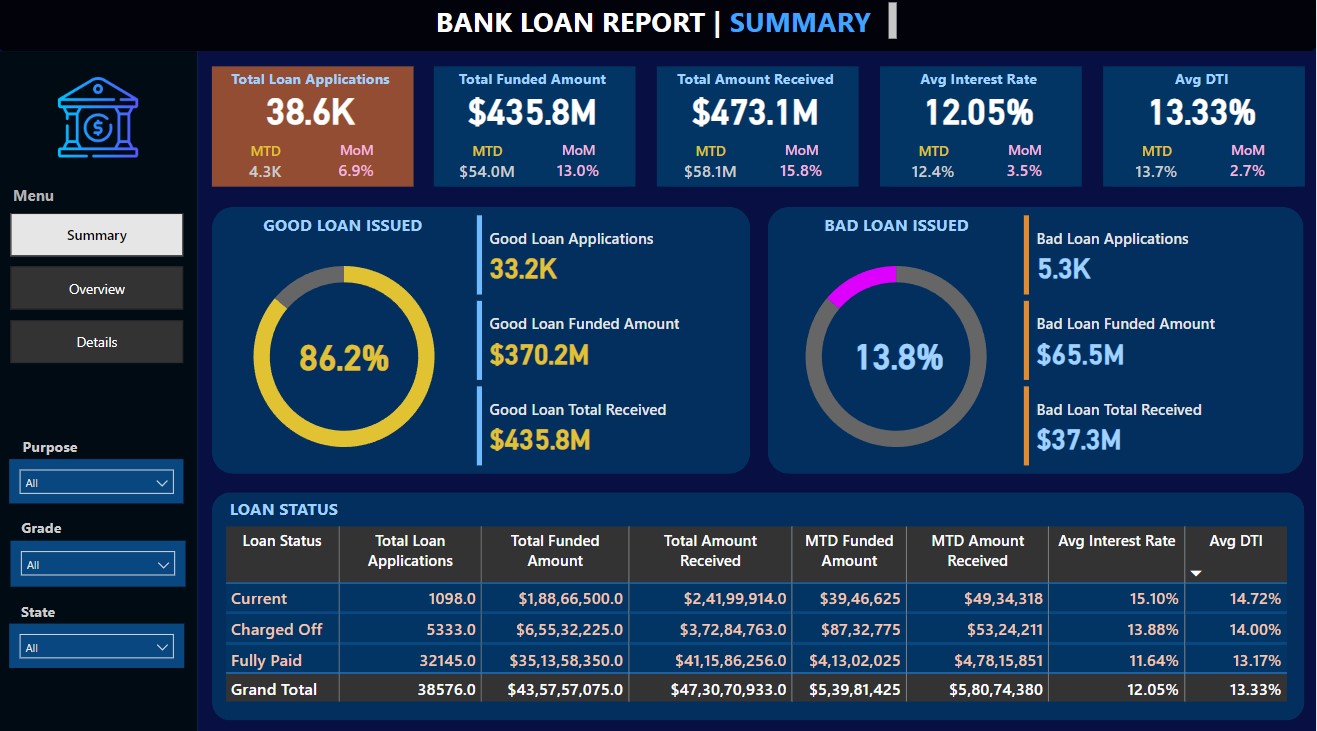 BANK LOAN REPORT | SUMMARY
Menu
Summary
Overview
Details
Purpose
All
Grade
All
State
All
Total Loan Applications
38.6K
MTD MoM
4.3K 6.9%
Total Funded Amount
$435.8M
MTD MoM
$54.0M 13.0%
Total Amount Received
$473.1M
MTD MoM
$58.1M 15.8%
Avg Interest Rate
12.05%
MTD MoM
12.4% 3.5%
Avg DTI
13.33%
MTD MoM
13.7% 2.7%
GOOD LOAN ISSUED
86.2%
Good Loan Applications
33.2K
Good Loan Funded Amount
$370.2M
Good Loan Total Received
$435.8M
BAD LOAN ISSUED
13.8%
Bad Loan Applications
5.3K
Bad Loan Funded Amount
$65.5M
Bad Loan Total Received
$37.3M
LOAN STATUS
Loan Status Total Loan Applications Total Funded Amount Total Amount Received MTD Funded Amount MTD Amount Received Avg Interest Rate Avg DTI
Current 1098.0 $1,88,66,500.0 $2,41,99,914.0 $39,46,625 $49,34,318 15.10% 14.72%
Charged Off 5333.0 $6,55,32,225.0 $3,72,84,763.0 $87,32,775 $53,24,211 13.88% 14.00%
Fully Paid 32145.0 $35,13,58,350.0 $41,15,86,256.0 $4,13,02,025 $4,78,15,851 11.64% 13.17%
Grand Total 38576.0 $43,57,57,075.0 $47,30,70,933.0 $5,39,81,425 $5,80,74,380 12.05% 13.33%